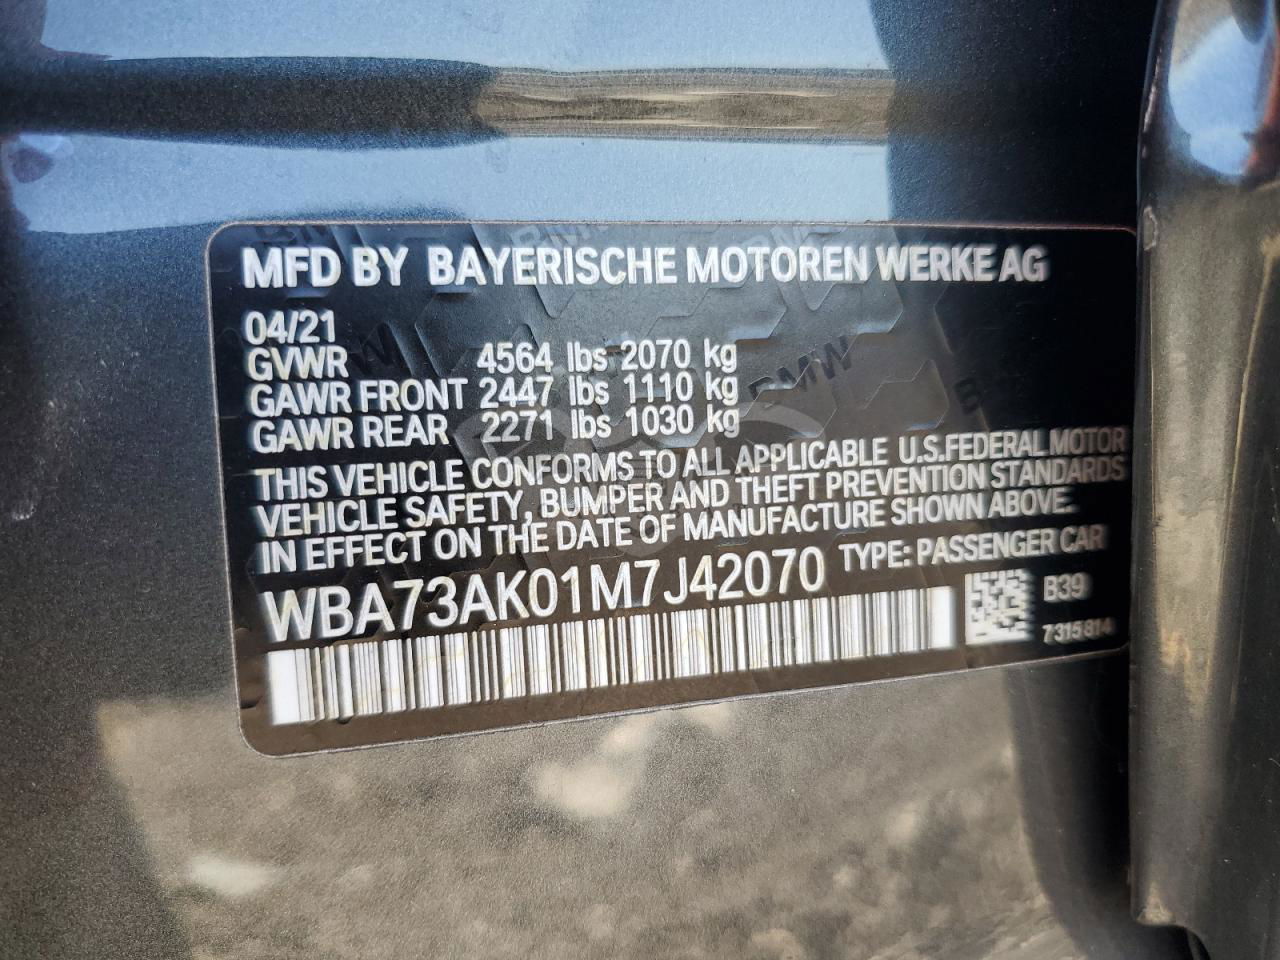 MFD BY BAYERISCHE MOTOREN WERKE AG
04/21
GVWR 4564 lbs 2070 kg
GAWR FRONT 2447 lbs 1110 kg
GAWR REAR 2271 lbs 1030 kg
THIS VEHICLE CONFORMS TO ALL APPLICABLE U.S.FEDERAL MOTOR
VEHICLE SAFETY, BUMPER AND THEFT PREVENTION STANDARDS
IN EFFECT ON THE DATE OF MANUFACTURE SHOWN ABOVE.
WBA73AK01M7J42070 TYPE: PASSENGER CAR
B39
7315814